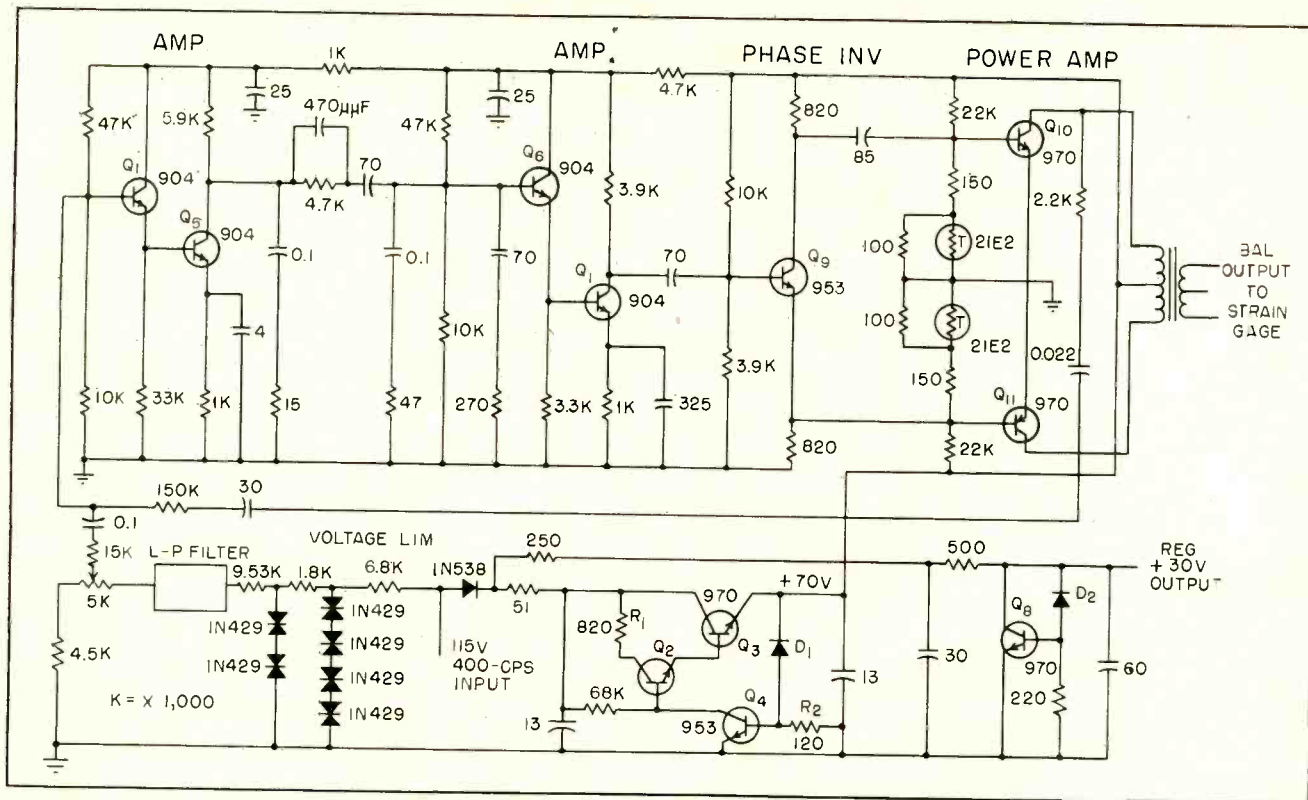 AMP
AMP
PHASE INV
POWER AMP
1K
25
25
4.7K
820
22K
Q10
970
47K
5.9K
470μμF
47K
Q6
904
85
Q1
904
70
3.9K
10K
150
2.2K
4.7K
Q5
904
0.1
0.1
70
70
100
T
21E2
Q9
953
BAL
OUTPUT
TO
STRAIN
GAGE
Q1
904
4
10K
100
T
21E2
3.9K
0.022
150
10K
33K
1K
15
47
270
3.3K
1K
325
Q11
970
820
22K
150K
30
0.1
15K
L-P FILTER
VOLTAGE LIM
250
500
REG
+30V
OUTPUT
9.53K
1.8K
6.8K
1N538
+70V
5K
51
970
R1
820
Q2
Q3
D1
Q8
D2
1N429
1N429
1N429
1N429
1N429
1N429
4.5K
115V
400-CPS
INPUT
13
30
970
60
K = x 1,000
68K
Q4
953
R2
120
220
13